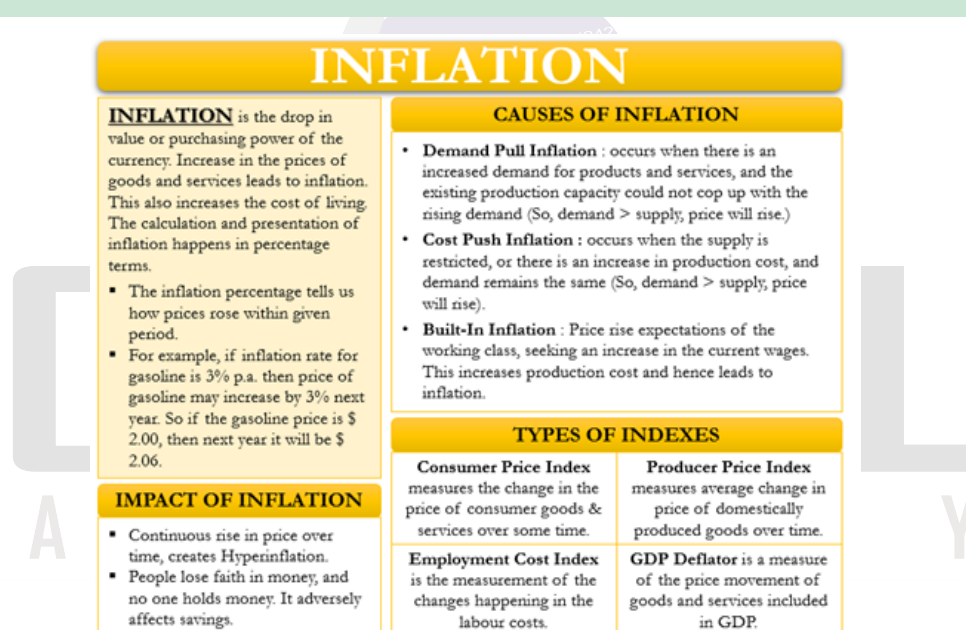 INFLATION
INFLATION is the drop in
value or purchasing power of the
currency. Increase in the prices of
goods and services leads to inflation.
This also increases the cost of living.
The calculation and presentation of
inflation happens in percentage
terms.
▪ The inflation percentage tells us
how prices rose within given
period.
▪ For example, if inflation rate for
gasoline is 3% p.a. then price of
gasoline may increase by 3% next
year. So if the gasoline price is $
2.00, then next year it will be $
2.06.
IMPACT OF INFLATION
▪ Continuous rise in price over
time, creates Hyperinflation.
▪ People lose faith in money, and
no one holds money. It adversely
affects savings.
CAUSES OF INFLATION
• Demand Pull Inflation : occurs when there is an
increased demand for products and services, and the
existing production capacity could not cop up with the
rising demand (So, demand > supply, price will rise.)
• Cost Push Inflation : occurs when the supply is
restricted, or there is an increase in production cost, and
demand remains the same (So, demand > supply, price
will rise).
• Built-In Inflation : Price rise expectations of the
working class, seeking an increase in the current wages.
This increases production cost and hence leads to
inflation.
TYPES OF INDEXES
Consumer Price Index
measures the change in the
price of consumer goods &
services over some time.
Producer Price Index
measures average change in
price of domestically
produced goods over time.
Employment Cost Index
is the measurement of the
changes happening in the
labour costs.
GDP Deflator is a measure
of the price movement of
goods and services included
in GDP.